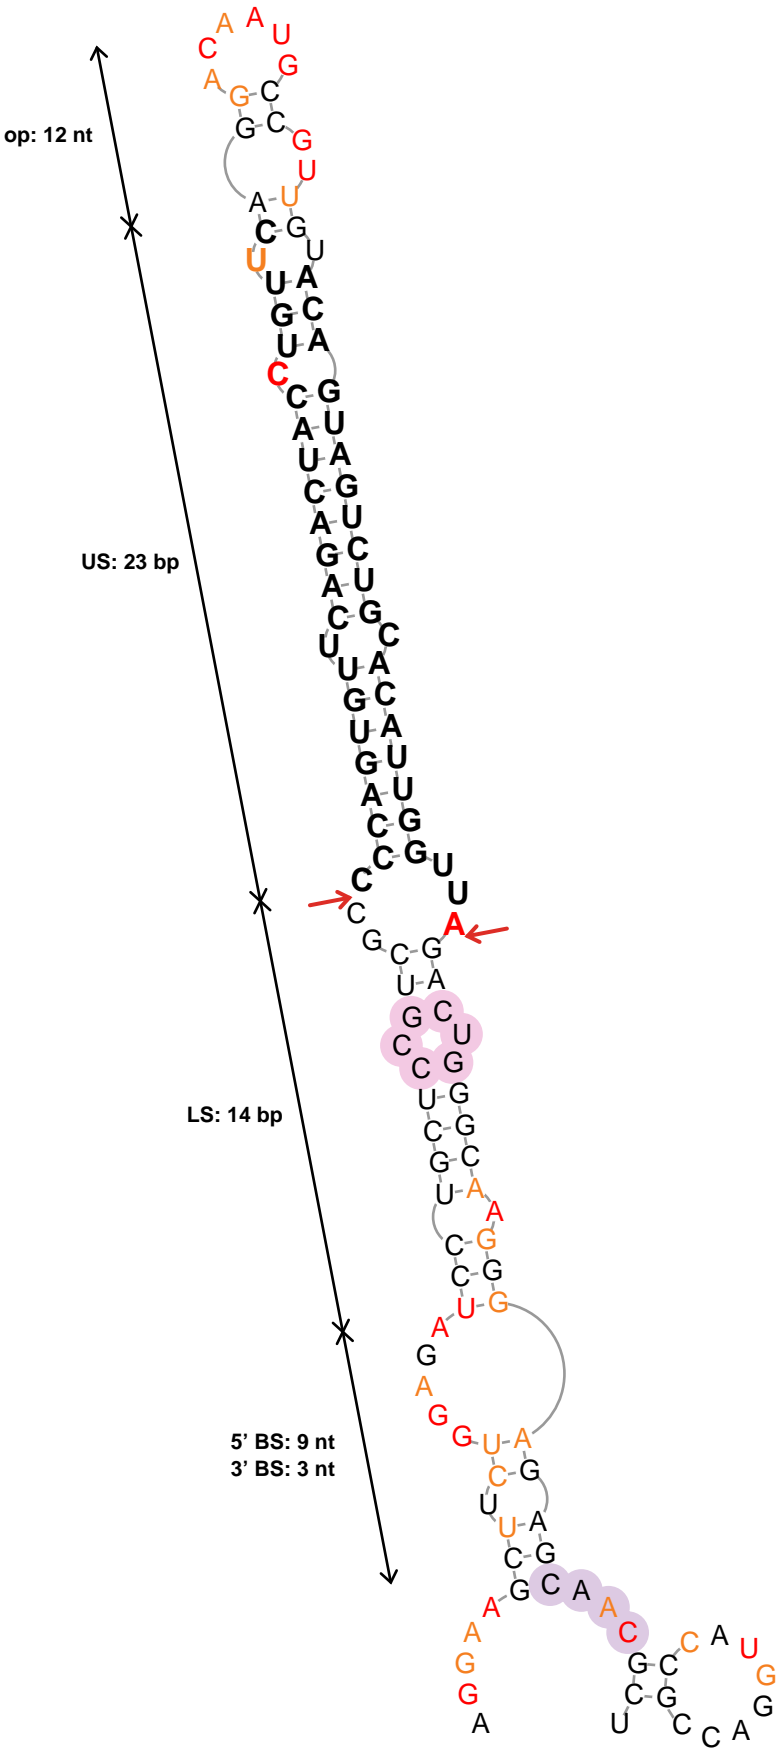 A A U
C G
A G C
op: 12 nt G C G
U
A U
C G
U U
U A
G C
U A
C
C G
A U
U A
C G
A U
US: 23 bp G C
A U
C G
U C
U A
G C
U A
G U
A U
C G
C G
C U
C U
G A
C G
U A
G C
C U
C G
U G
LS: 14 bp C G
G C
U A
A
C G
C G
U G
A
G
A
G
5’ BS: 9 nt G U A
3’ BS: 3 nt C G
U
U A
C G
G C A
A A
A C C A U
G G C G
G C G G
A U C C A